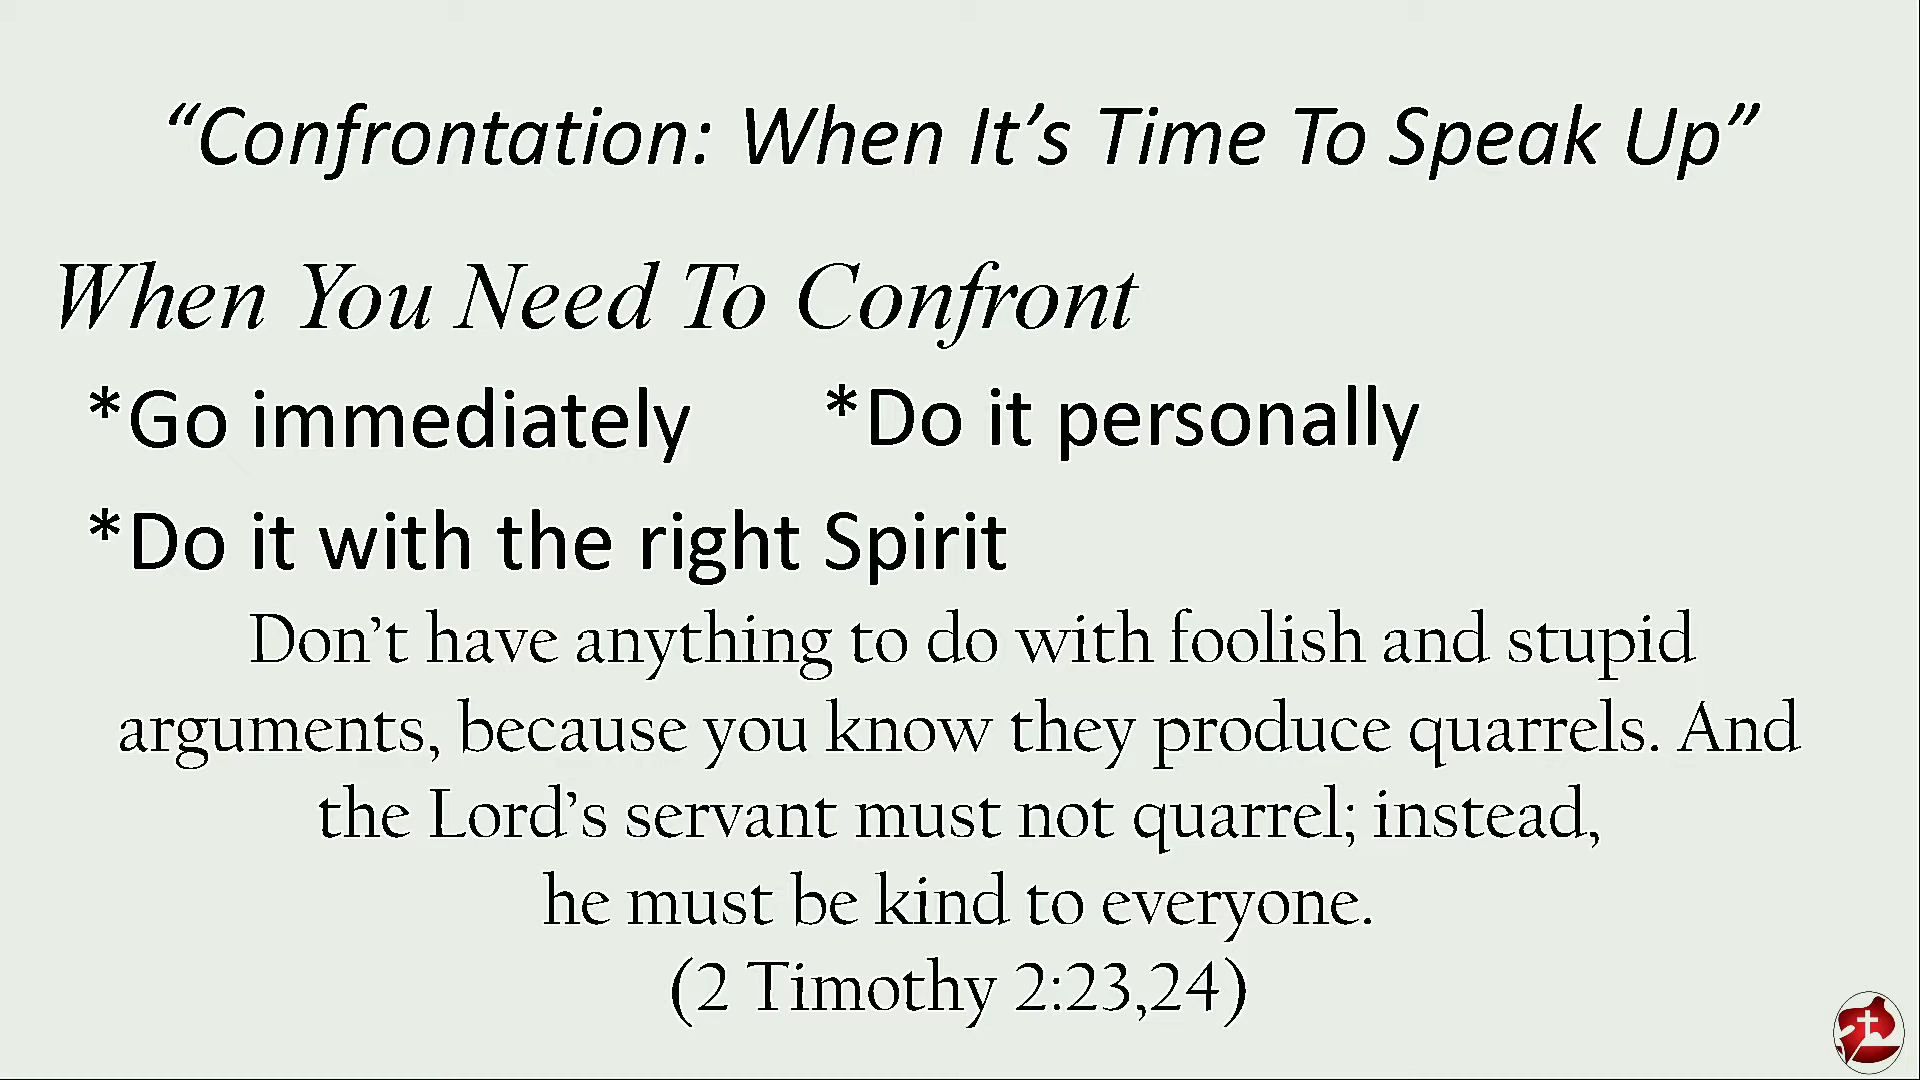 “Confrontation: When It’s Time To Speak Up”
When You Need To Confront
*Go immediately *Do it personally
*Do it with the right Spirit
Don’t have anything to do with foolish and stupid
arguments, because you know they produce quarrels. And
the Lord’s servant must not quarrel; instead,
he must be kind to everyone.
(2 Timothy 2:23,24)